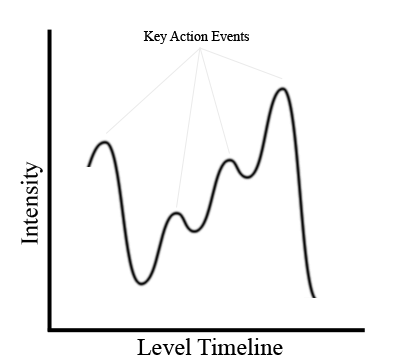 Key Action Events
Intensity
Level Timeline